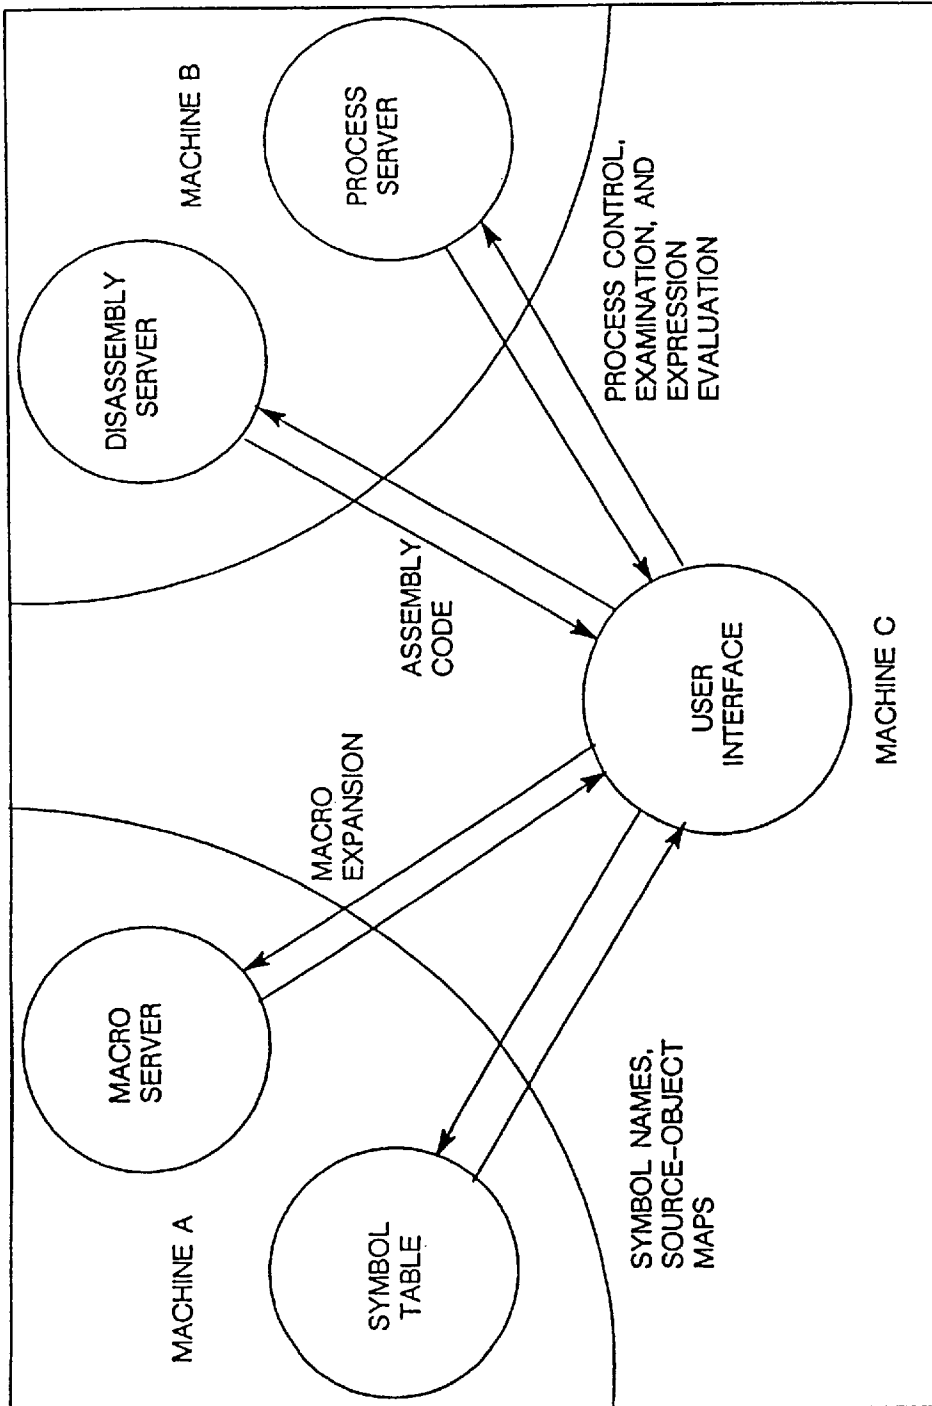 MACHINE A
MACRO
SERVER
SYMBOL
TABLE
MACRO
EXPANSION
SYMBOL NAMES,
SOURCE-OBJECT
MAPS
USER
INTERFACE
MACHINE C
ASSEMBLY
CODE
DISASSEMBLY
SERVER
MACHINE B
PROCESS
SERVER
PROCESS CONTROL,
EXAMINATION, AND
EXPRESSION
EVALUATION